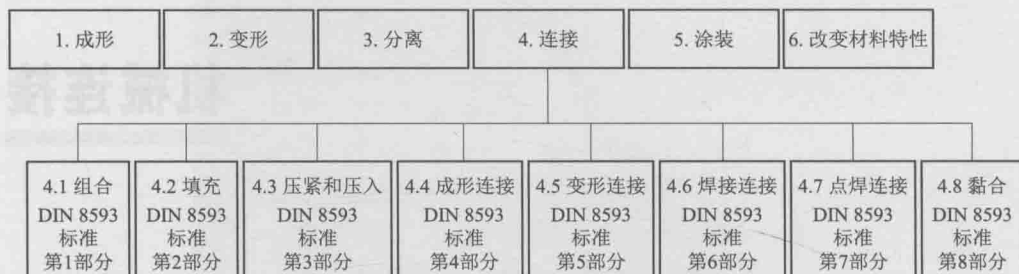 1. 成形
2. 变形
3. 分离
4. 连接
5. 涂装
6. 改变材料特性
4.1 组合
DIN 8593
标准
第1部分
4.2 填充
DIN 8593
标准
第2部分
4.3 压紧和压入
DIN 8593
标准
第3部分
4.4 成形连接
DIN 8593
标准
第4部分
4.5 变形连接
DIN 8593
标准
第5部分
4.6 焊接连接
DIN 8593
标准
第6部分
4.7 点焊连接
DIN 8593
标准
第7部分
4.8 黏合
DIN 8593
标准
第8部分